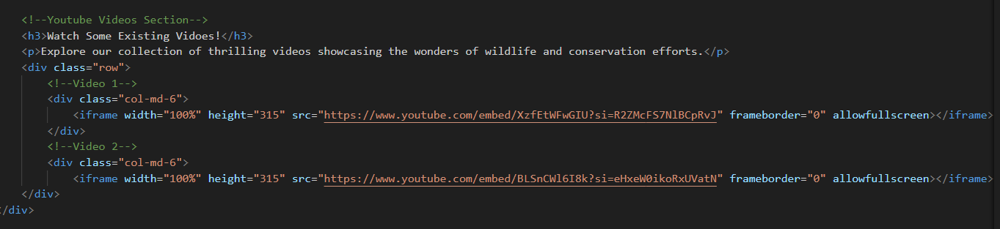 <!--Youtube Videos Section-->
<h3>Watch Some Existing Vidoes!</h3>
<p>Explore our collection of thrilling videos showcasing the wonders of wildlife and conservation efforts.</p>
<div class="row">
<!--Video 1-->
<div class="col-md-6">
<iframe width="100%" height="315" src="https://www.youtube.com/embed/XzfEtWFwGIU?si=R2ZMcFS7NlBCpRvJ" frameborder="0" allowfullscreen></iframe>
</div>
<!--Video 2-->
<div class="col-md-6">
<iframe width="100%" height="315" src="https://www.youtube.com/embed/BLSnCWl6I8k?si=eHxeW0ikoRxUVatN" frameborder="0" allowfullscreen></iframe>
</div>
</div>